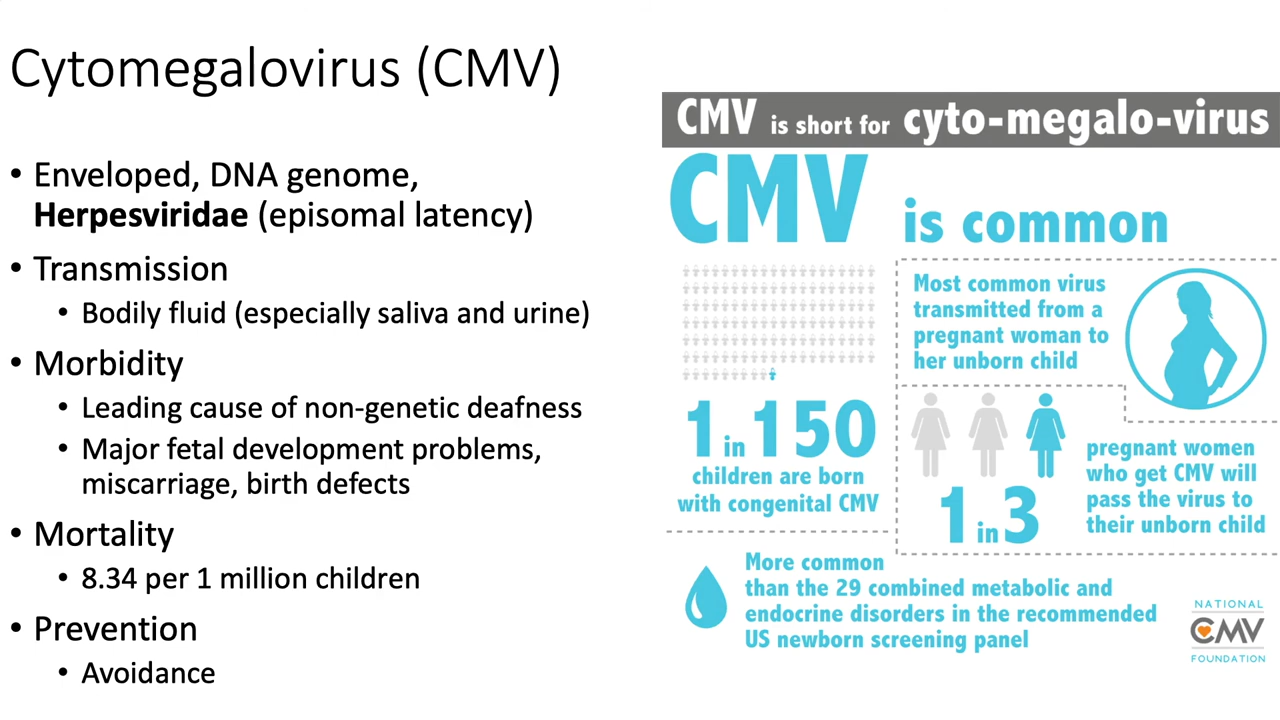 Cytomegalovirus (CMV)
• Enveloped, DNA genome,
Herpesviridae (episomal latency)
• Transmission
• Bodily fluid (especially saliva and urine)
• Morbidity
• Leading cause of non-genetic deafness
• Major fetal development problems,
miscarriage, birth defects
• Mortality
• 8.34 per 1 million children
• Prevention
• Avoidance
CMV is short for cyto-megalo-virus
CMV is common
1 in 150
children are born
with congenital CMV
Most common virus
transmitted from a
pregnant woman to
her unborn child
1 in 3
pregnant women
who get CMV will
pass the virus to
their unborn child
More common
than the 29 combined metabolic and
endocrine disorders in the recommended
US newborn screening panel
NATIONAL
CMV
FOUNDATION